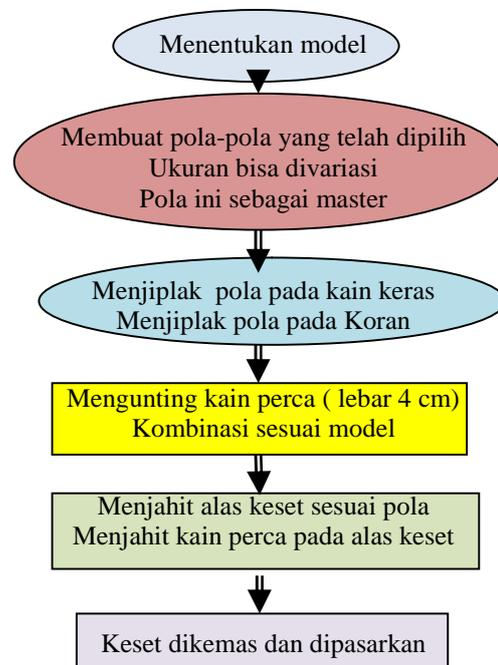 Menentukan model
Membuat pola-pola yang telah dipilih
Ukuran bisa divariasi
Pola ini sebagai master
Menjiplak pola pada kain keras
Menjiplak pola pada Koran
Mengunting kain perca ( lebar 4 cm)
Kombinasi sesuai model
Menjahit alas keset sesuai pola
Menjahit kain perca pada alas keset
Keset dikemas dan dipasarkan